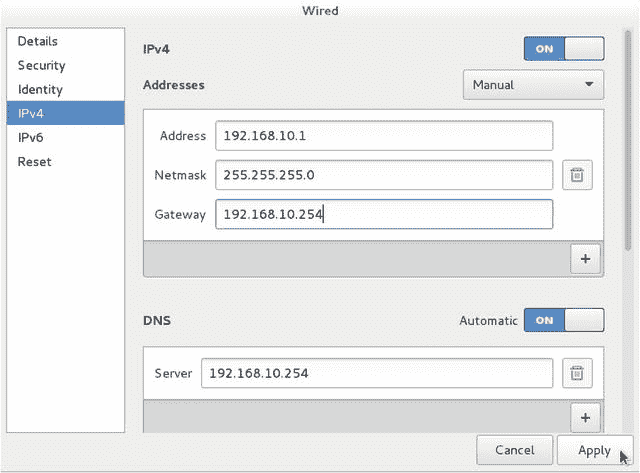 Wired
Details
Security
Identity
IPv4
IPv6
Reset
IPv4 ON
Addresses Manual
Address 192.168.10.1
Netmask 255.255.255.0
Gateway 192.168.10.254
+
DNS Automatic ON
Server 192.168.10.254
+
Cancel Apply